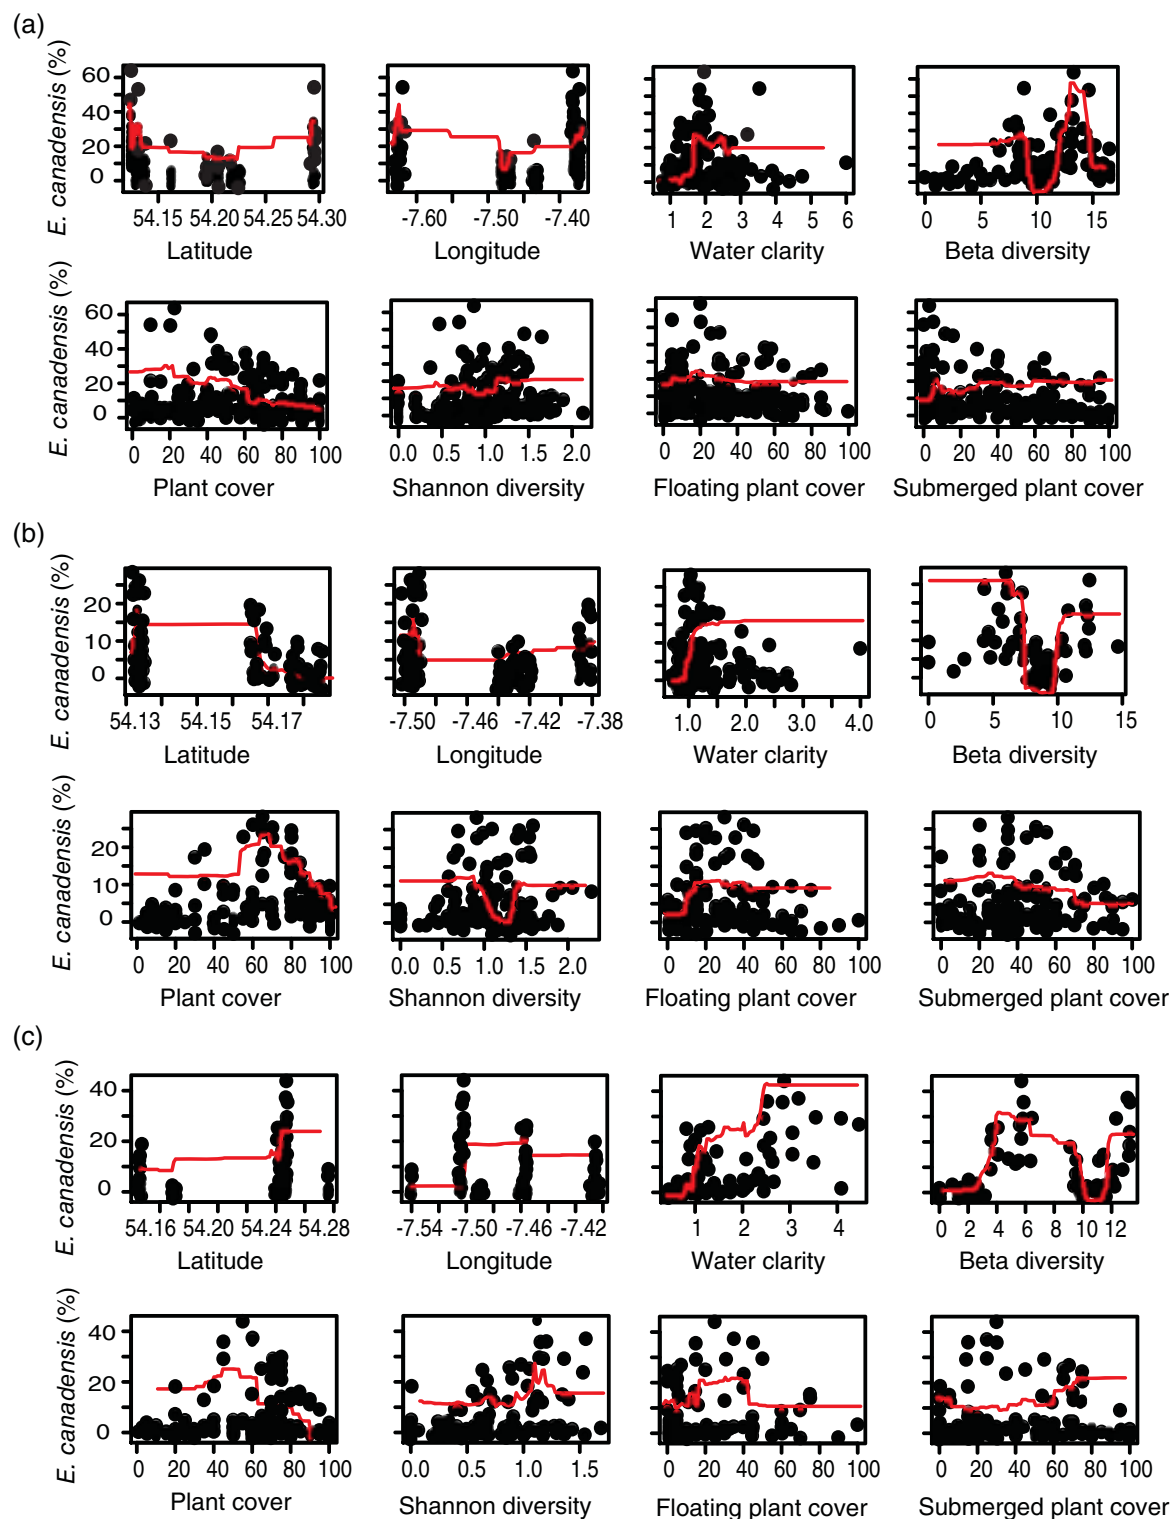 (a)
E. canadensis (%)
60
40
20
0
54.15 54.20 54.25 54.30
Latitude
-7.60 -7.50 -7.40
Longitude
1 2 3 4 5 6
Water clarity
0 5 10 15
Beta diversity
E. canadensis (%)
60
40
20
0
0 20 40 60 80 100
Plant cover
0.0 0.5 1.0 1.5 2.0
Shannon diversity
0 20 40 60 80 100
Floating plant cover
0 20 40 60 80 100
Submerged plant cover
(b)
E. canadensis (%)
20
10
0
54.13 54.15 54.17
Latitude
-7.50 -7.46 -7.42 -7.38
Longitude
1.0 2.0 3.0 4.0
Water clarity
0 5 10 15
Beta diversity
E. canadensis (%)
20
10
0
0 20 40 60 80 100
Plant cover
0.0 0.5 1.0 1.5 2.0
Shannon diversity
0 20 40 60 80 100
Floating plant cover
0 20 40 60 80 100
Submerged plant cover
(c)
E. canadensis (%)
40
20
0
54.16 54.20 54.24 54.28
Latitude
-7.54 -7.50 -7.46 -7.42
Longitude
1 2 3 4
Water clarity
0 2 4 6 8 10 12
Beta diversity
E. canadensis (%)
40
20
0
0 20 40 60 80 100
Plant cover
0.0 0.5 1.0 1.5
Shannon diversity
0 20 40 60 80 100
Floating plant cover
0 20 40 60 80 100
Submerged plant cover